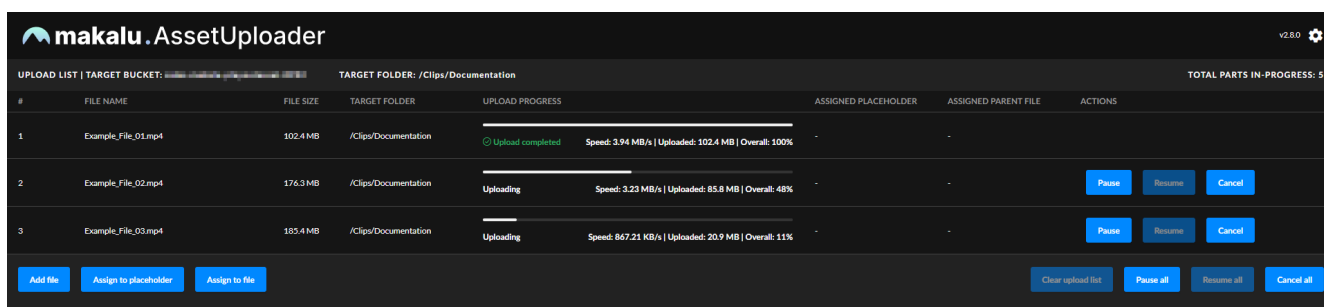 makalu.AssetUploader
v2.8.0
UPLOAD LIST | TARGET BUCKET: TARGET FOLDER: /Clips/Documentation TOTAL PARTS IN-PROGRESS: 5
# FILE NAME FILE SIZE TARGET FOLDER UPLOAD PROGRESS ASSIGNED PLACEHOLDER ASSIGNED PARENT FILE ACTIONS
1 Example_File_01.mp4 102.4 MB /Clips/Documentation Upload completed Speed: 3.94 MB/s | Uploaded: 102.4 MB | Overall: 100% - -
2 Example_File_02.mp4 176.3 MB /Clips/Documentation Uploading Speed: 3.23 MB/s | Uploaded: 85.8 MB | Overall: 48% - - Pause Resume Cancel
3 Example_File_03.mp4 185.4 MB /Clips/Documentation Uploading Speed: 867.21 KB/s | Uploaded: 20.9 MB | Overall: 11% - - Pause Resume Cancel
Add file Assign to placeholder Assign to file Clear upload list Pause all Resume all Cancel all